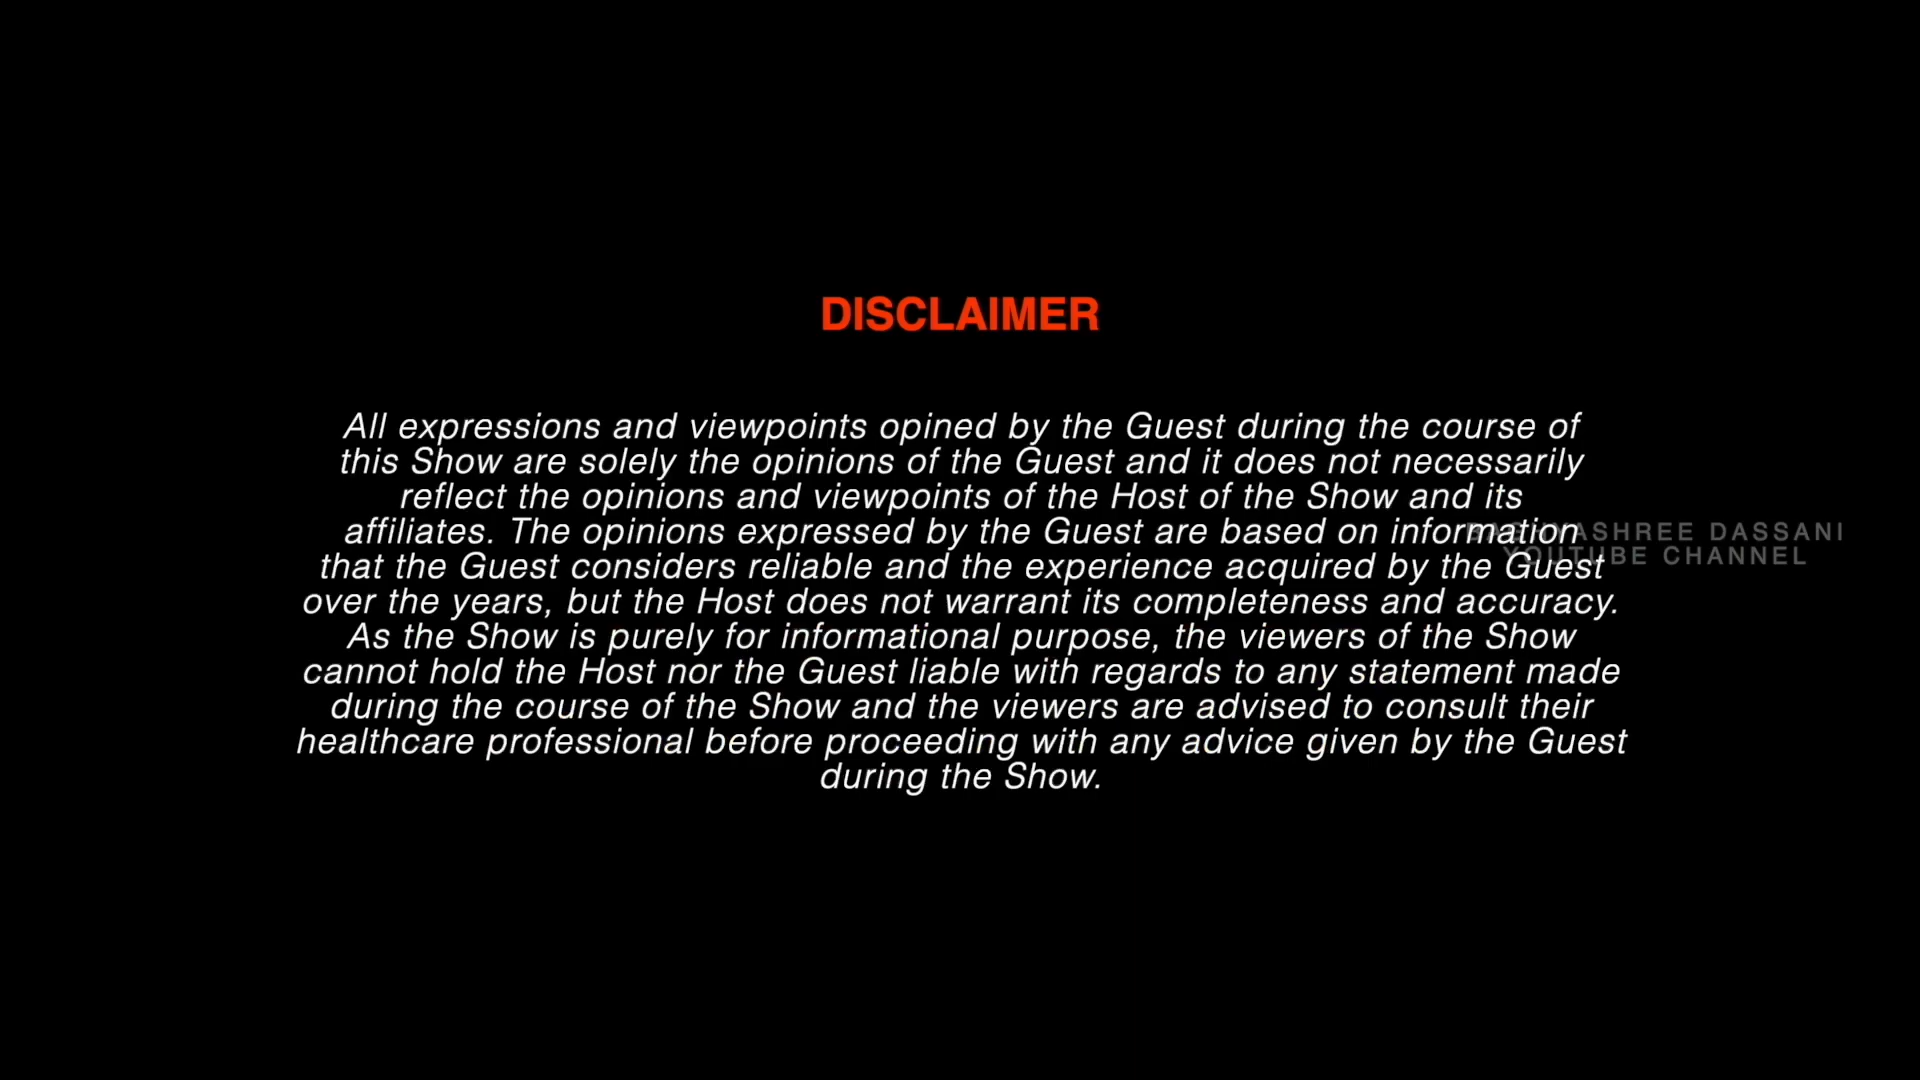 DISCLAIMER
All expressions and viewpoints opined by the Guest during the course of
this Show are solely the opinions of the Guest and it does not necessarily
reflect the opinions and viewpoints of the Host of the Show and its
affiliates. The opinions expressed by the Guest are based on information
that the Guest considers reliable and the experience acquired by the Guest
over the years, but the Host does not warrant its completeness and accuracy.
As the Show is purely for informational purpose, the viewers of the Show
cannot hold the Host nor the Guest liable with regards to any statement made
during the course of the Show and the viewers are advised to consult their
healthcare professional before proceeding with any advice given by the Guest
during the Show.
DASSANI
YOUTUBE CHANNEL